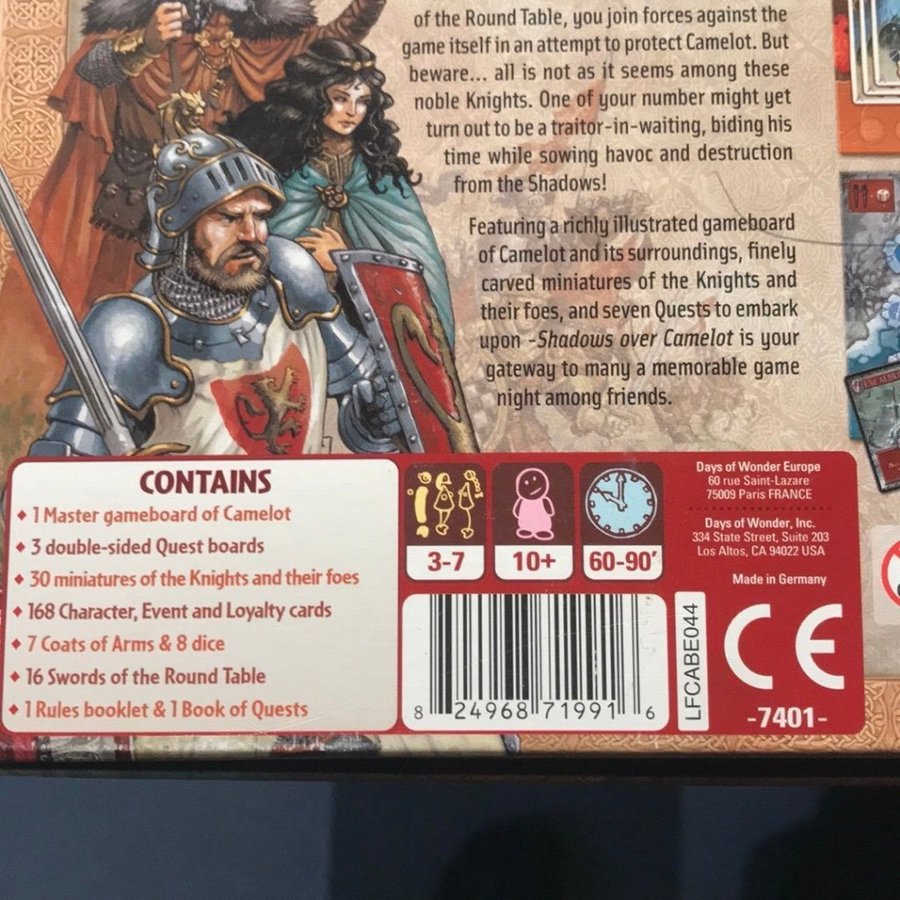 of the Round Table, you join forces against the
game itself in an attempt to protect Camelot. But
beware... all is not as it seems among these
noble Knights. One of your number might yet
turn out to be a traitor-in-waiting, biding his
time while sowing havoc and destruction
from the Shadows!
Featuring a richly illustrated gameboard
of Camelot and its surroundings, finely
carved miniatures of the Knights and
their foes, and seven Quests to embark
upon -Shadows over Camelot is your
gateway to many a memorable game
night among friends.
CONTAINS
♦ 1 Master gameboard of Camelot
♦ 3 double-sided Quest boards
♦ 30 miniatures of the Knights and their foes
♦ 168 Character, Event and Loyalty cards
♦ 7 Coats of Arms & 8 dice
♦ 16 Swords of the Round Table
♦ 1 Rules booklet & 1 Book of Quests
3-7
10+
60-90'
8 24968 71991 6
LFCABE044
Days of Wonder Europe
60 rue Saint-Lazare
75009 Paris FRANCE
Days of Wonder, Inc.
334 State Street, Suite 203
Los Altos, CA 94022 USA
Made in Germany
CE
-7401-